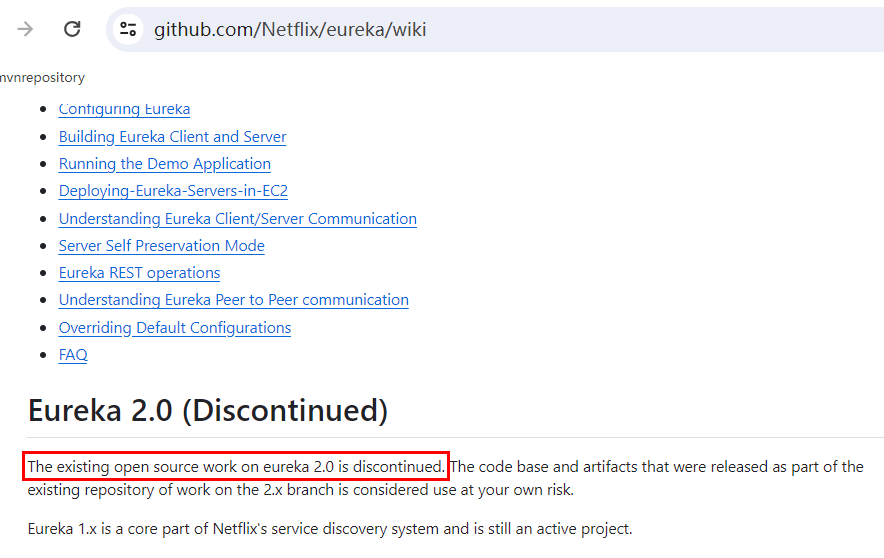 github.com/Netflix/eureka/wiki
mvnrepository
Configuring Eureka
Building Eureka Client and Server
Running the Demo Application
Deploying-Eureka-Servers-in-EC2
Understanding Eureka Client/Server Communication
Server Self Preservation Mode
Eureka REST operations
Understanding Eureka Peer to Peer communication
Overriding Default Configurations
FAQ
Eureka 2.0 (Discontinued)
The existing open source work on eureka 2.0 is discontinued. The code base and artifacts that were released as part of the
existing repository of work on the 2.x branch is considered use at your own risk.
Eureka 1.x is a core part of Netflix's service discovery system and is still an active project.